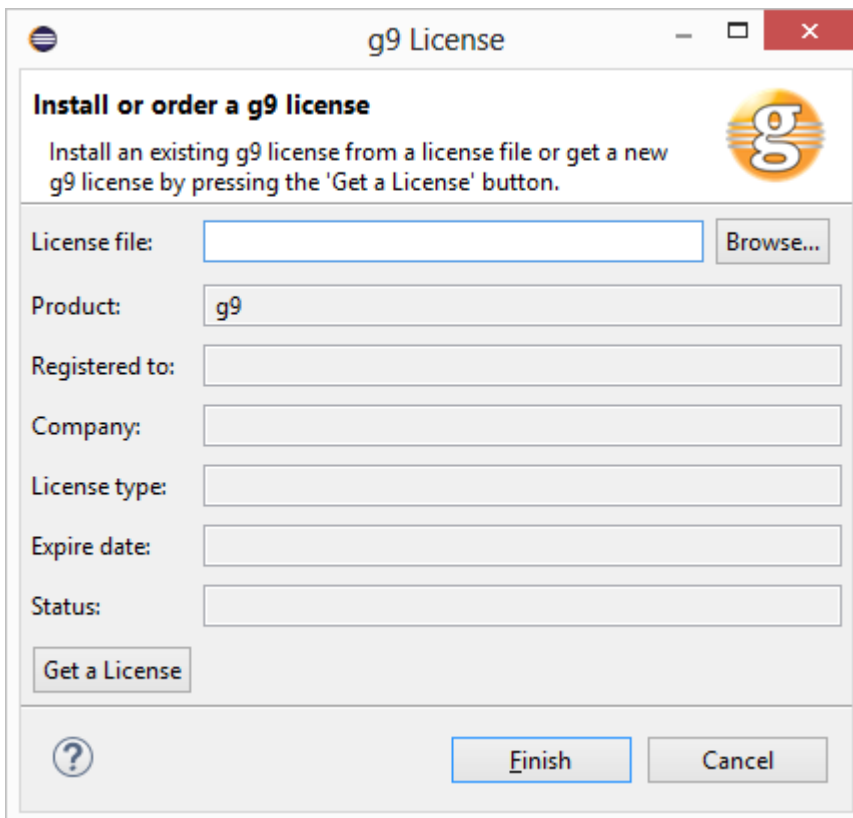 g9 License
Install or order a g9 license
Install an existing g9 license from a license file or get a new
g9 license by pressing the 'Get a License' button.
g
License file:
Browse...
Product: g9
Registered to:
Company:
License type:
Expire date:
Status:
Get a License
?
Finish Cancel